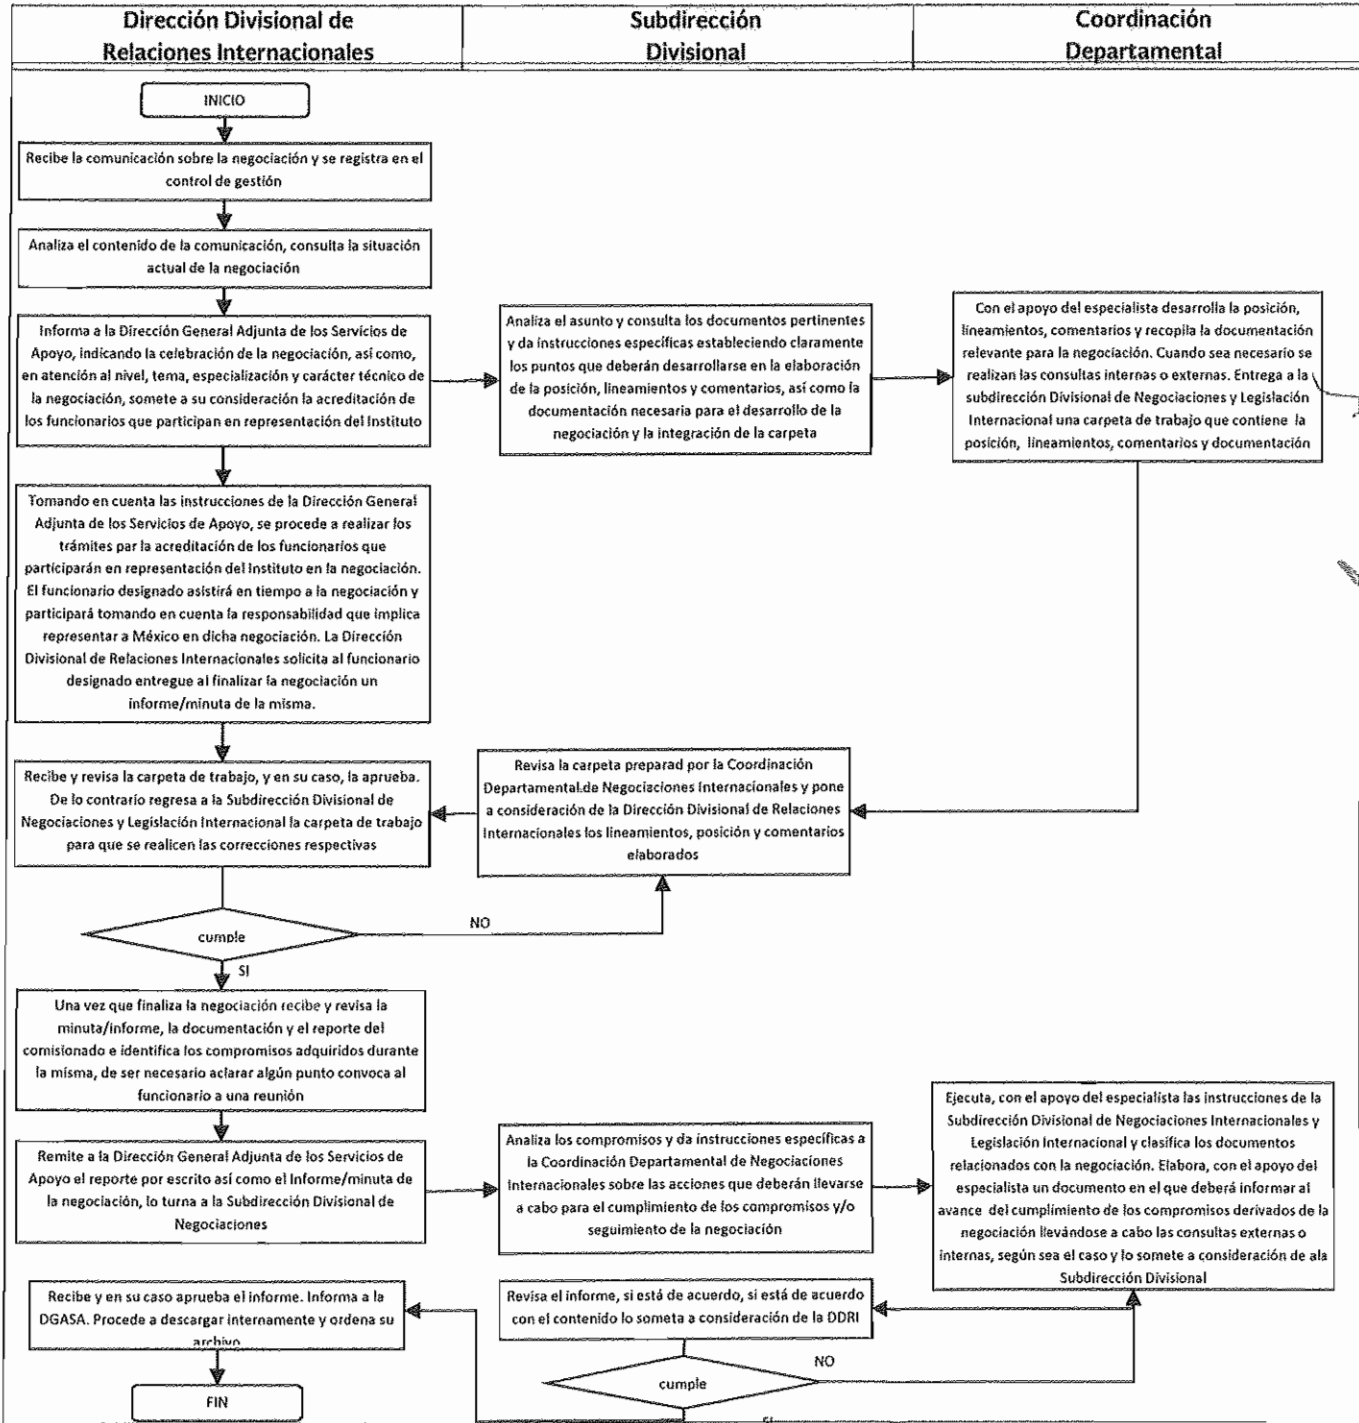 Dirección Divisional de
Relaciones Internacionales
Subdirección
Divisional
Coordinación
Departamental
INICIO
Recibe la comunicación sobre la negociación y se registra en el
control de gestión
Analiza el contenido de la comunicación, consulta la situación
actual de la negociación
Informa a la Dirección General Adjunta de los Servicios de
Apoyo, indicando la celebración de la negociación, así como,
en atención al nivel, tema, especialización y carácter técnico de
la negociación, somete a su consideración la acreditación de
los funcionarios que participan en representación del Instituto
Analiza el asunto y consulta los documentos pertinentes
y da instrucciones específicas estableciendo claramente
los puntos que deberán desarrollarse en la elaboración
de la posición, lineamientos y comentarios, así como la
documentación necesaria para el desarrollo de la
negociación y la integración de la carpeta
Con el apoyo del especialista desarrolla la posición,
lineamientos, comentarios y recopila la documentación
relevante para la negociación. Cuando sea necesario se
realizan las consultas internas o externas. Entrega a la
subdirección Divisional de Negociaciones y Legislación
Internacional una carpeta de trabajo que contiene la
posición, lineamientos, comentarios y documentación
Tomando en cuenta las instrucciones de la Dirección General
Adjunta de los Servicios de Apoyo, se procede a realizar los
trámites par la acreditación de los funcionarios que
participarán en representación del Instituto en la negociación.
El funcionario designado asistirá en tiempo a la negociación y
participará tomando en cuenta la responsabilidad que implica
representar a México en dicha negociación. La Dirección
Divisional de Relaciones Internacionales solicita al funcionario
designado entregue al finalizar la negociación un
informe/minuta de la misma.
Recibe y revisa la carpeta de trabajo, y en su caso, la aprueba.
De lo contrario regresa a la Subdirección Divisional de
Negociaciones y Legislación Internacional la carpeta de trabajo
para que se realicen las correcciones respectivas
Revisa la carpeta preparad por la Coordinación
Departamental.de Negociaciones Internacionales y pone
a consideración de la Dirección Divisional de Relaciones
Internacionales los lineamientos, posición y comentarios
elaborados
cumple
NO
SI
Una vez que finaliza la negociación recibe y revisa la
minuta/informe, la documentación y el reporte del
comisionado e identifica los compromisos adquiridos durante
la misma, de ser necesario aclarar algún punto convoca al
funcionario a una reunión
Remite a la Dirección General Adjunta de los Servicios de
Apoyo el reporte por escrito así como el Informe/minuta de
la negociación, lo turna a la Subdirección Divisional de
Negociaciones
Analiza los compromisos y da instrucciones específicas a
la Coordinación Departamental de Negociaciones
Internacionales sobre las acciones que deberán llevarse
a cabo para el cumplimiento de los compromisos y/o
seguimiento de la negociación
Ejecuta, con el apoyo del especialista las instrucciones de la
Subdirección Divisional de Negociaciones Internacionales y
Legislación Internacional y clasifica los documentos
relacionados con la negociación. Elabora, con el apoyo del
especialista un documento en el que deberá informar al
avance del cumplimiento de los compromisos derivados de la
negociación llevándose a cabo las consultas externas o
internas, según sea el caso y lo somete a consideración de ala
Subdirección Divisional
Recibe y en su caso aprueba el informe. Informa a la
DGASA. Procede a descargar internamente y ordena su
archivo
Revisa el informe, si está de acuerdo, si está de acuerdo
con el contenido lo someta a consideración de la DDRI
cumple
NO
SI
FIN